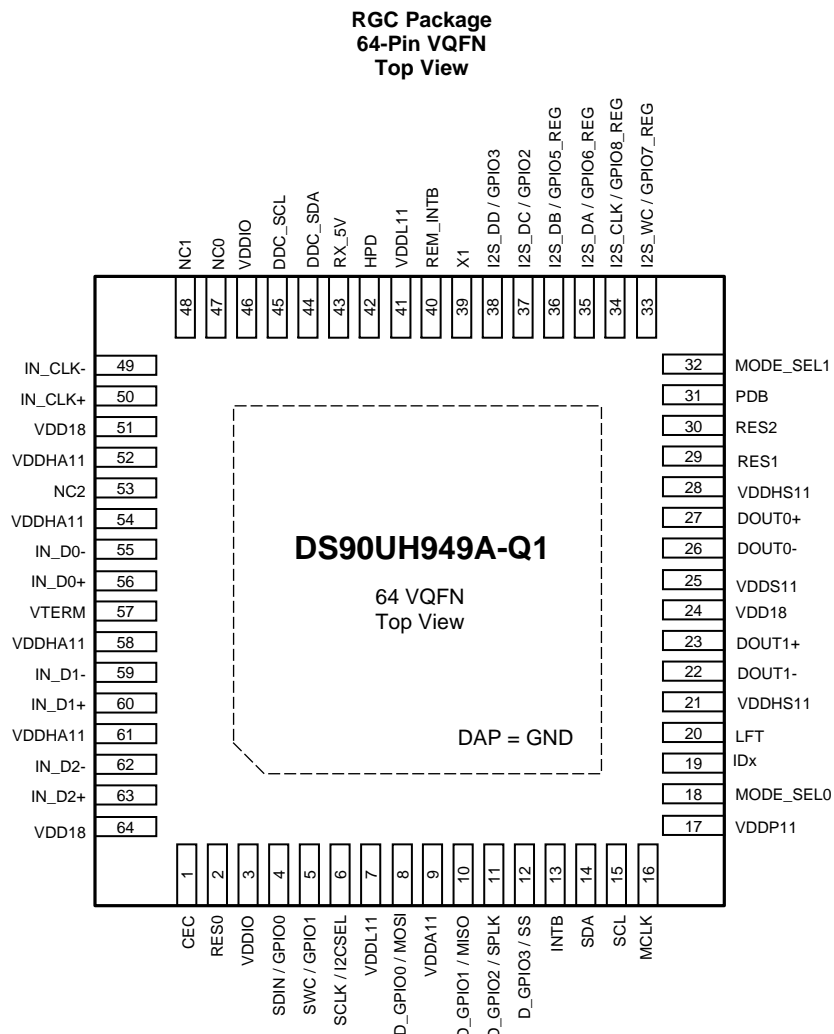 RGC Package
64-Pin VQFN
Top View
NC1
NC0
VDDIO
DDC_SCL
DDC_SDA
RX_5V
HPD
VDDL11
REM_INTB
X1
I2S_DD / GPIO3
I2S_DC / GPIO2
I2S_DB / GPIO5_REG
I2S_DA / GPIO6_REG
I2S_CLK / GPIO8_REG
I2S_WC / GPIO7_REG
48
47
46
45
44
43
42
41
40
39
38
37
36
35
34
33
IN_CLK- 49
IN_CLK+ 50
VDD18 51
VDDHA11 52
NC2 53
VDDHA11 54
IN_D0- 55
IN_D0+ 56
VTERM 57
VDDHA11 58
IN_D1- 59
IN_D1+ 60
VDDHA11 61
IN_D2- 62
IN_D2+ 63
VDD18 64
DS90UH949A-Q1
64 VQFN
Top View
DAP = GND
32 MODE_SEL1
31 PDB
30 RES2
29 RES1
28 VDDHS11
27 DOUT0+
26 DOUT0-
25 VDDS11
24 VDD18
23 DOUT1+
22 DOUT1-
21 VDDHS11
20 LFT
19 IDx
18 MODE_SEL0
17 VDDP11
1
2
3
4
5
6
7
8
9
10
11
12
13
14
15
16
CEC
RES0
VDDIO
SDIN / GPIO0
SWC / GPIO1
SCLK / I2CSEL
VDDL11
D_GPIO0 / MOSI
VDDA11
D_GPIO1 / MISO
D_GPIO2 / SPLK
D_GPIO3 / SS
INTB
SDA
SCL
MCLK